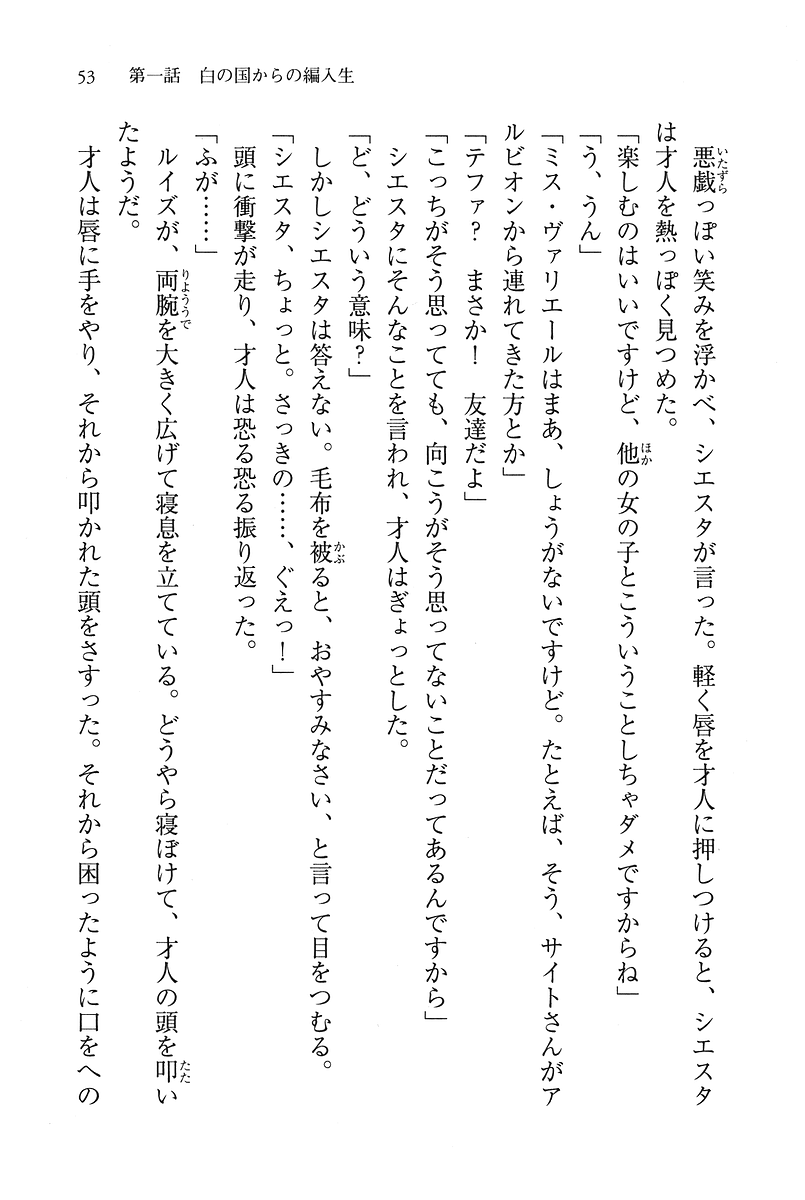 53　第一話　白の国からの編入生
　悪戯っぽい笑みを浮かべ、シエスタが言った。軽く唇を才人に押しつけると、シエスタ
は才人を熱っぽく見つめた。
「楽しむのはいいですけど、他の女の子とこういうことしちゃダメですからね」
「う、うん」
「ミス・ヴァリエールはまあ、しょうがないですけど。たとえば、そう、サイトさんがア
ルビオンから連れてきた方とか」
「テファ？　まさか！　友達だよ」
「こっちがそう思ってても、向こうがそう思ってないことだってあるんですから」
　シエスタにそんなことを言われ、才人はぎょっとした。
「ど、どういう意味？」
　しかしシエスタは答えない。毛布を被ると、おやすみなさい、と言って目をつむる。
「シエスタ、ちょっと。さっきの……、ぐえっ！」
　頭に衝撃が走り、才人は恐る恐る振り返った。
「ふが……」
　ルイズが、両腕を大きく広げて寝息を立てている。どうやら寝ぼけて、才人の頭を叩い
たようだ。
　才人は唇に手をやり、それから叩かれた頭をさすった。それから困ったように口をへの